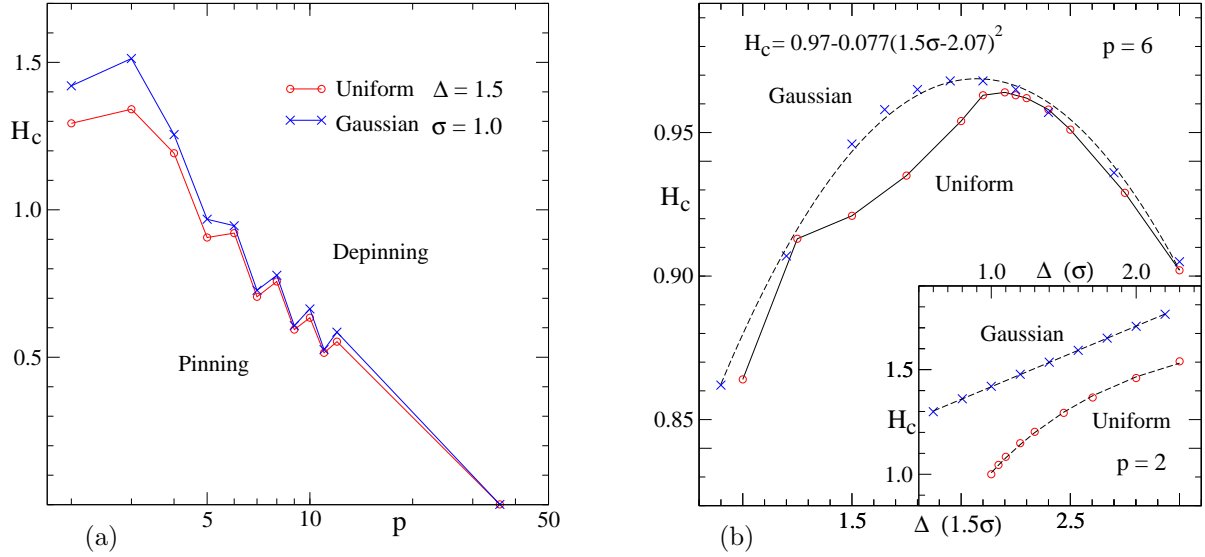 1.5
1.0
0.5
H_c
Uniform Δ = 1.5
Gaussian σ = 1.0
Depinning
Pinning
5
10
50
p
(a)
H_c = 0.97-0.077(1.5σ-2.07)^2
p = 6
Gaussian
Uniform
0.95
0.90
0.85
H_c
1.5
2.5
Δ (1.5σ)
(b)
1.0
Δ (σ)
2.0
Gaussian
1.5
H_c
Uniform
1.0
p = 2